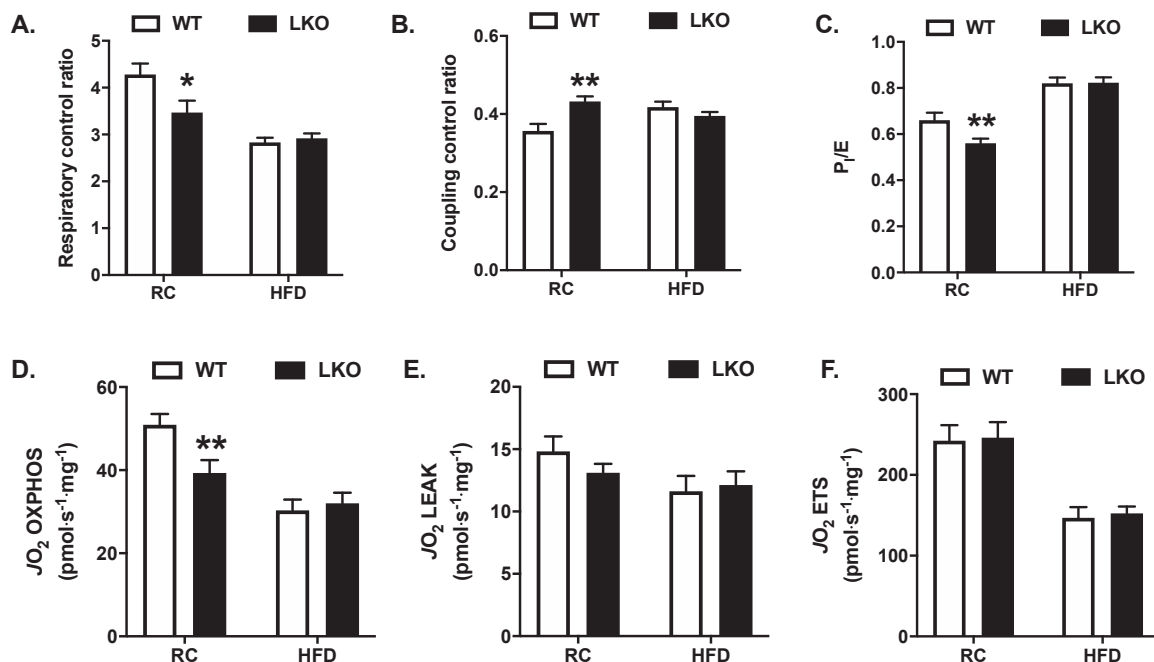 A.
WT LKO
Respiratory control ratio
5
4
3
2
1
0
*
RC HFD
B.
WT LKO
Coupling control ratio
0.6
0.4
0.2
0.0
**
RC HFD
C.
WT LKO
P_I/E
1.0
0.8
0.6
0.4
0.2
0.0
**
RC HFD
D.
WT LKO
JO₂ OXPHOS
(pmol·s⁻¹·mg⁻¹)
60
40
20
0
**
RC HFD
E.
WT LKO
JO₂ LEAK
(pmol·s⁻¹·mg⁻¹)
20
15
10
5
0
RC HFD
F.
WT LKO
JO₂ ETS
(pmol·s⁻¹·mg⁻¹)
300
200
100
0
RC HFD